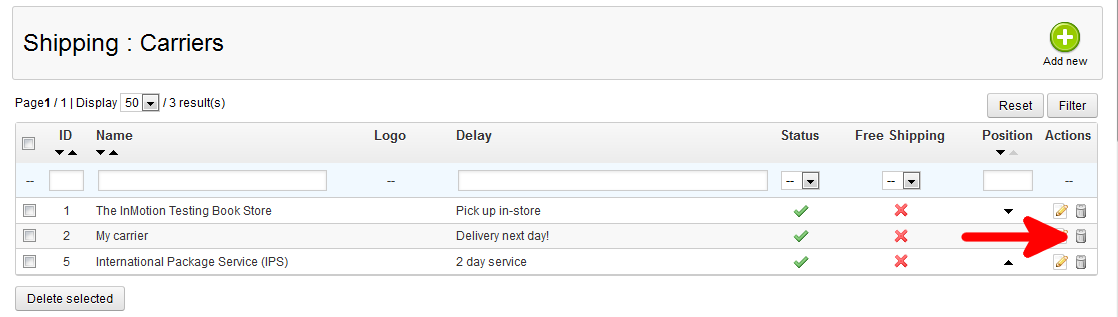 Shipping : Carriers
Add new
Page1 / 1 | Display 50 / 3 result(s)
Reset Filter
ID Name Logo Delay Status Free Shipping Position Actions
-- -- -- -- --
1 The InMotion Testing Book Store Pick up in-store
2 My carrier Delivery next day!
5 International Package Service (IPS) 2 day service
Delete selected